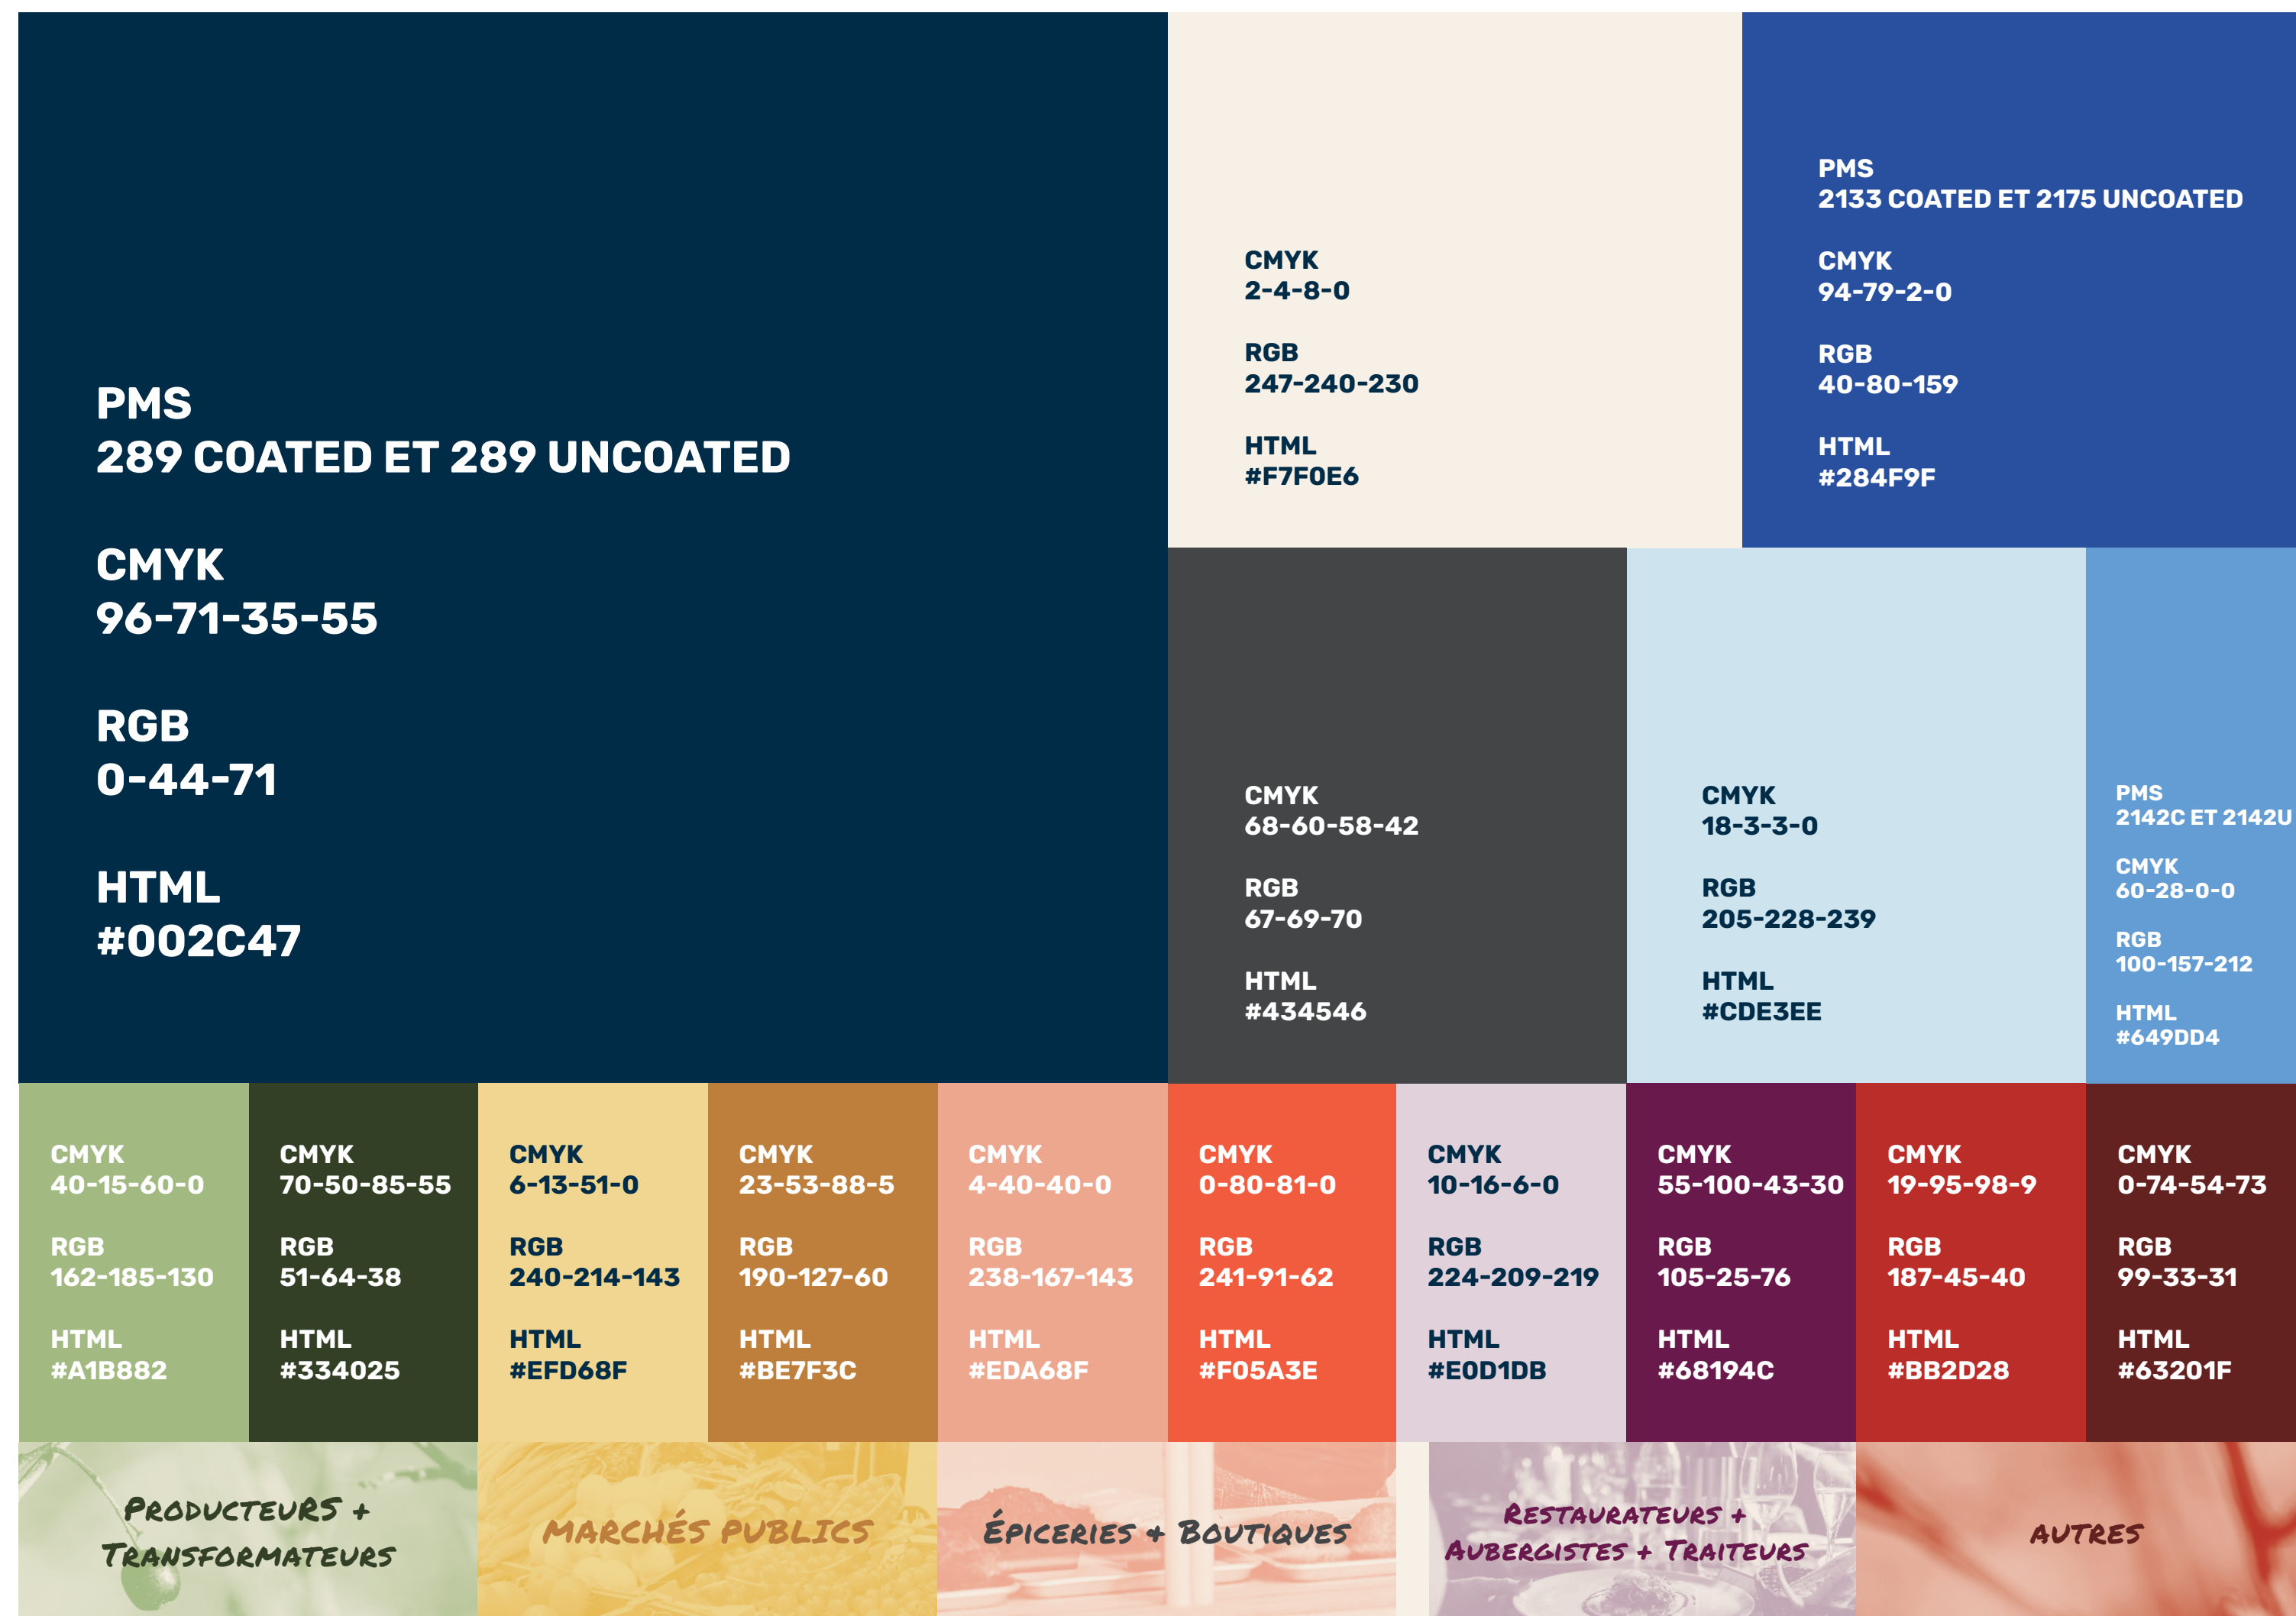 PMS
289 COATED ET 289 UNCOATED
CMYK
96-71-35-55
RGB
0-44-71
HTML
#002C47
CMYK
2-4-8-0
RGB
247-240-230
HTML
#F7F0E6
PMS
2133 COATED ET 2175 UNCOATED
CMYK
94-79-2-0
RGB
40-80-159
HTML
#284F9F
CMYK
68-60-58-42
RGB
67-69-70
HTML
#434546
CMYK
18-3-3-0
RGB
205-228-239
HTML
#CDE3EE
PMS
2142C ET 2142U
CMYK
60-28-0-0
RGB
100-157-212
HTML
#649DD4
CMYK
40-15-60-0
RGB
162-185-130
HTML
#A1B882
CMYK
70-50-85-55
RGB
51-64-38
HTML
#334025
CMYK
6-13-51-0
RGB
240-214-143
HTML
#EFD68F
CMYK
23-53-88-5
RGB
190-127-60
HTML
#BE7F3C
CMYK
4-40-40-0
RGB
238-167-143
HTML
#EDA68F
CMYK
0-80-81-0
RGB
241-91-62
HTML
#F05A3E
CMYK
10-16-6-0
RGB
224-209-219
HTML
#E0D1DB
CMYK
55-100-43-30
RGB
105-25-76
HTML
#68194C
CMYK
19-95-98-9
RGB
187-45-40
HTML
#BB2D28
CMYK
0-74-54-73
RGB
99-33-31
HTML
#63201F
PRODUCTEURS +
TRANSFORMATEURS
MARCHÉS PUBLICS
ÉPICERIES + BOUTIQUES
RESTAURATEURS +
AUBERGISTES + TRAITEURS
AUTRES